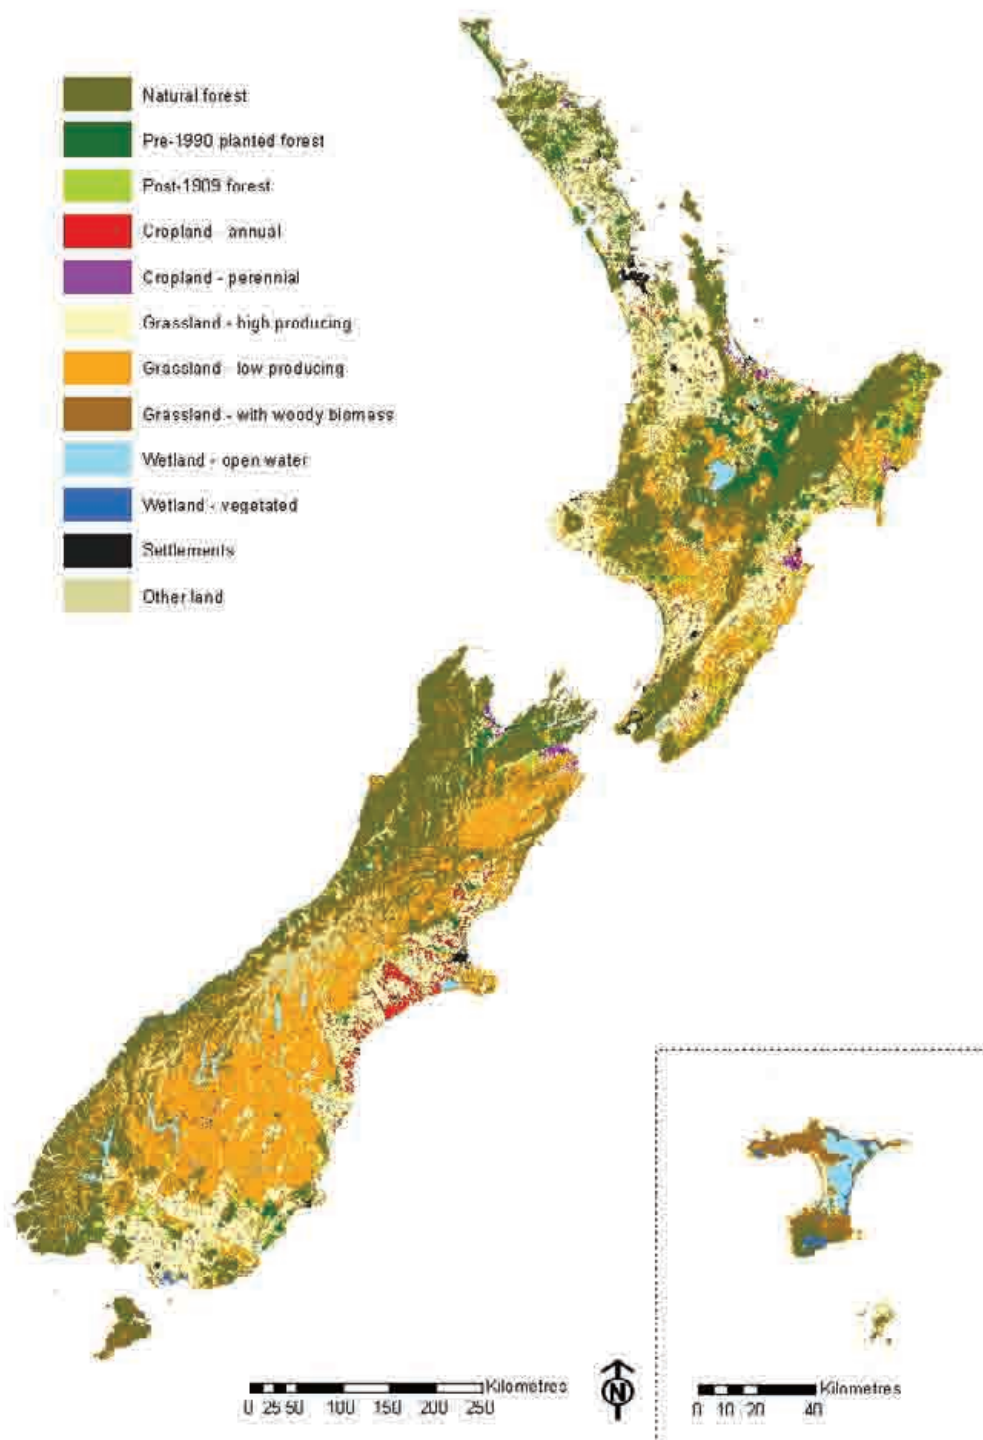 Natural forest
Pre-1990 planted forest
Post-1989 forest
Cropland - annual
Cropland - perennial
Grassland - high producing
Grassland - low producing
Grassland - with woody biomass
Wetland - open water
Wetland - vegetated
Settlements
Other land
Kilometres
0 25 50 100 150 200 250
N
Kilometres
0 10 20 40